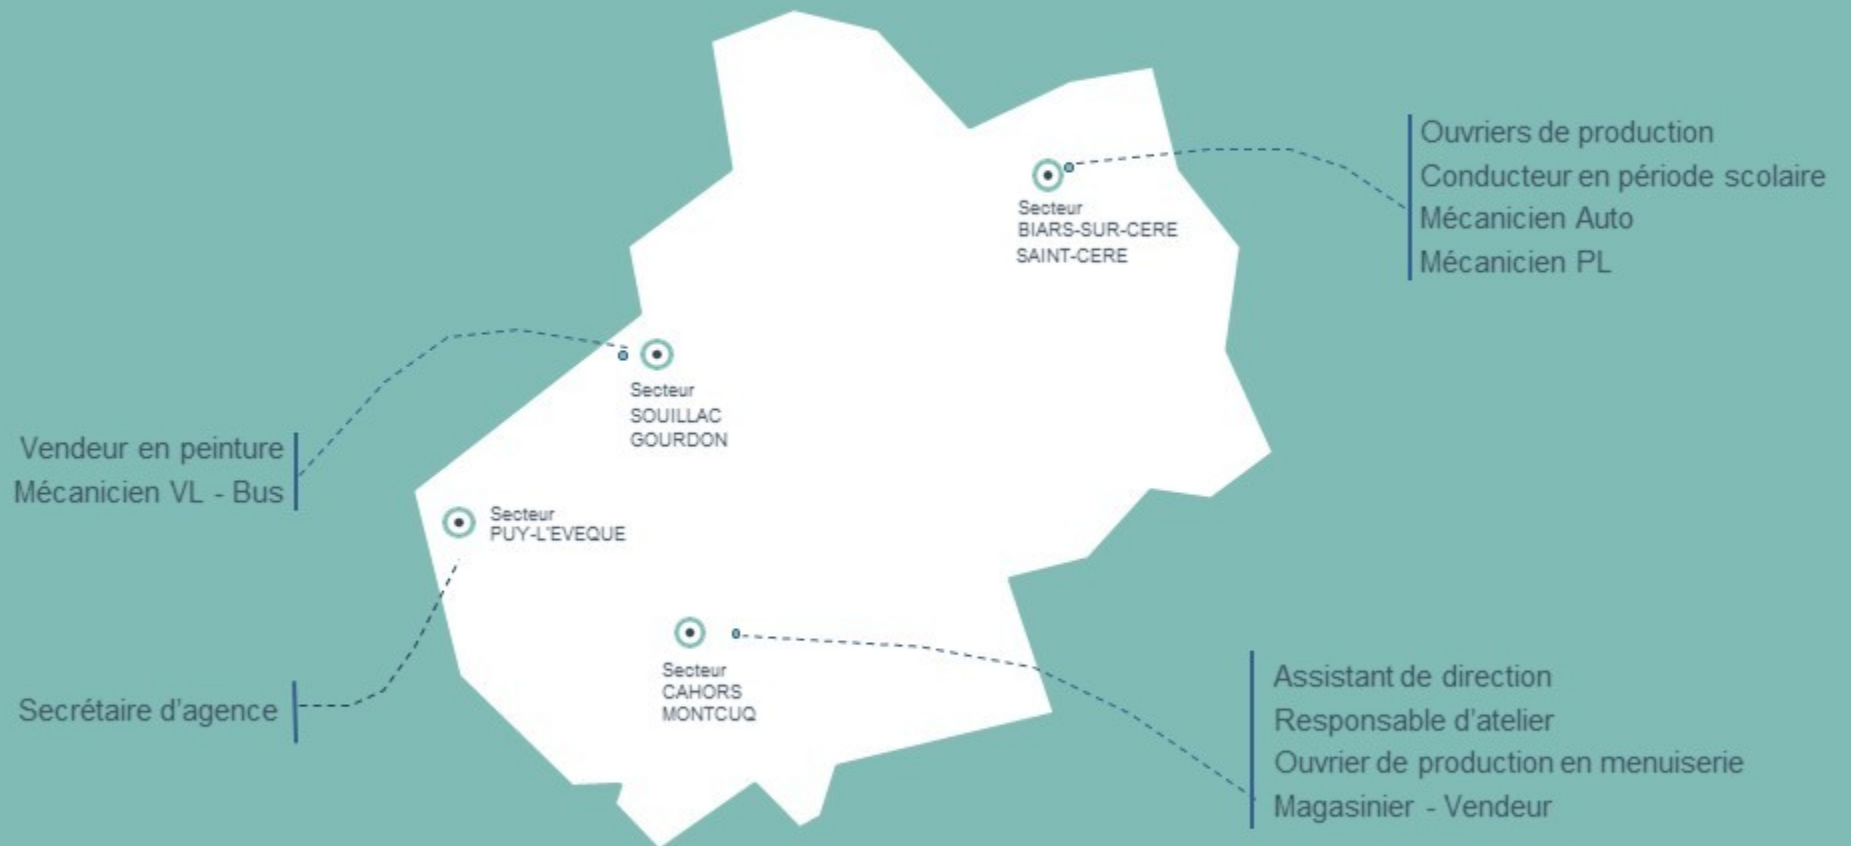 Ouvriers de production
Conducteur en période scolaire
Mécanicien Auto
Mécanicien PL
Secteur
BIARS-SUR-CERE
SAINT-CERE
Secteur
SOUILLAC
GOURDON
Vendeur en peinture
Mécanicien VL - Bus
Secteur
PUY-L'EVEQUE
Secrétaire d'agence
Secteur
CAHORS
MONTCUQ
Assistant de direction
Responsable d'atelier
Ouvrier de production en menuiserie
Magasinier - Vendeur